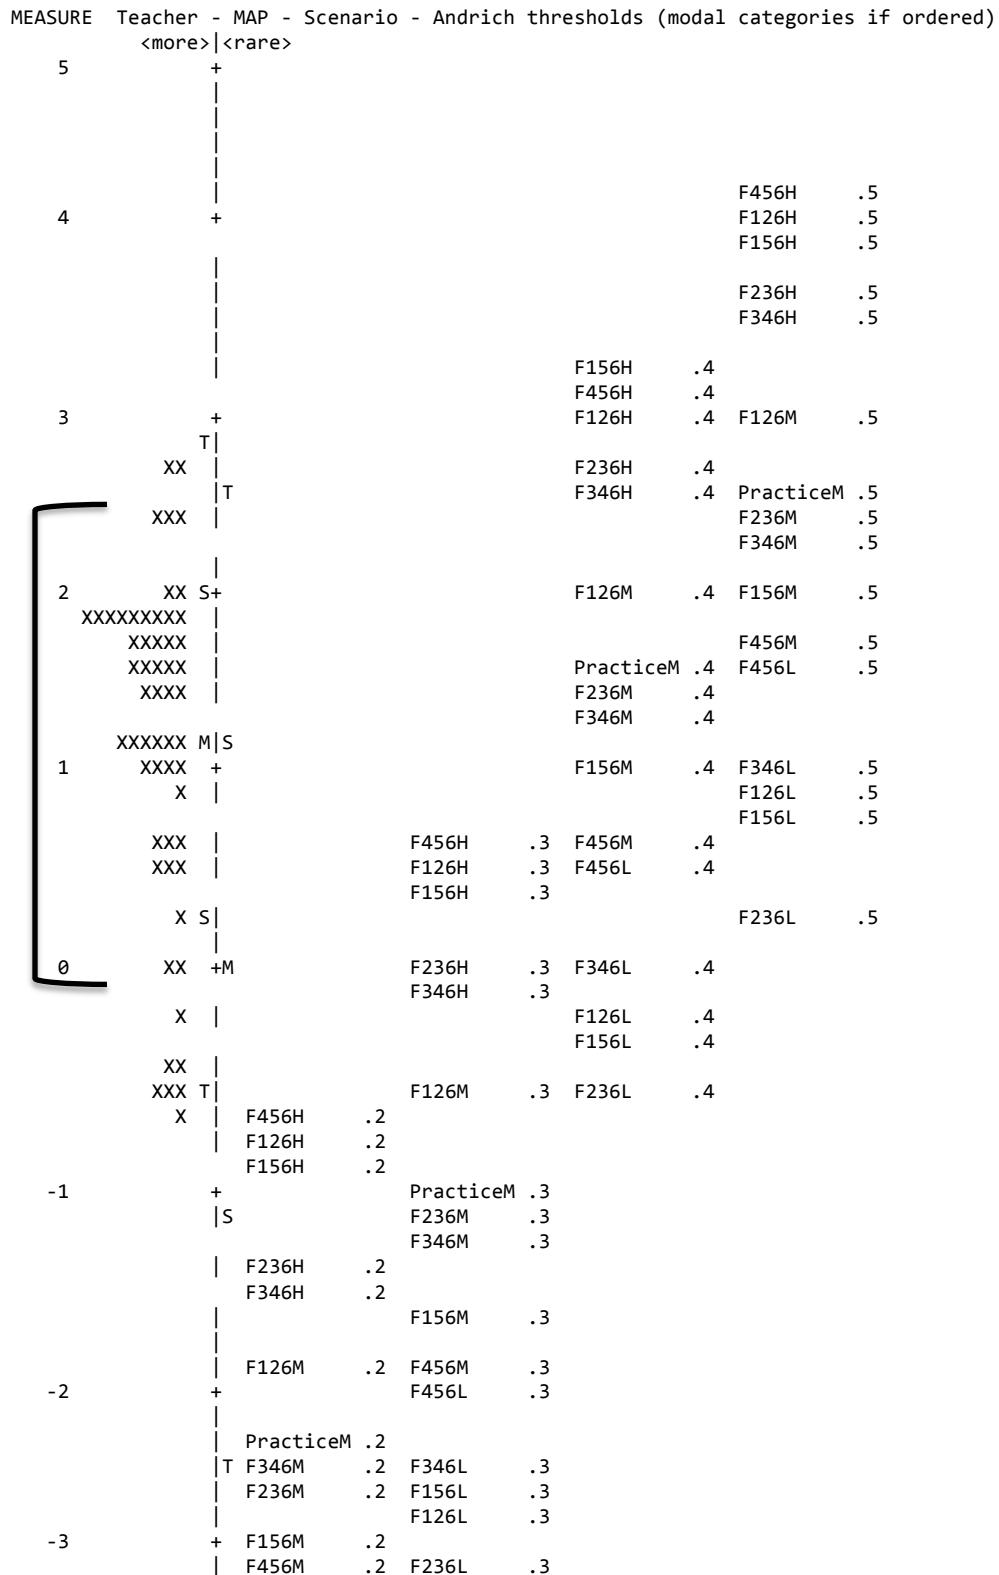 MEASURE  Teacher - MAP - Scenario - Andrich thresholds (modal categories if ordered)
<more>|<rare>
5 +
|
|
|
|
| F456H .5
4 + F126H .5
F156H .5
|
| F236H .5
| F346H .5
|
| F156H .4
F456H .4
3 + F126H .4 F126M .5
T|
XX | F236H .4
|T F346H .4 PracticeM .5
XXX | F236M .5
F346M .5
|
2 XX S+ F126M .4 F156M .5
XXXXXXXXX |
XXXXX | F456M .5
XXXXX | PracticeM .4 F456L .5
XXXX | F236M .4
F346M .4
XXXXXX M|S
1 XXXX + F156M .4 F346L .5
X | F126L .5
F156L .5
XXX | F456H .3 F456M .4
XXX | F126H .3 F456L .4
F156H .3
X S| F236L .5
|
0 XX +M F236H .3 F346L .4
F346H .3
X | F126L .4
F156L .4
XX |
XXX T| F126M .3 F236L .4
X | F456H .2
| F126H .2
F156H .2
-1 + PracticeM .3
|S F236M .3
F346M .3
| F236H .2
F346H .2
| F156M .3
|
| F126M .2 F456M .3
-2 + F456L .3
|
| PracticeM .2
|T F346M .2 F346L .3
| F236M .2 F156L .3
| F126L .3
-3 + F156M .2
| F456M .2 F236L .3